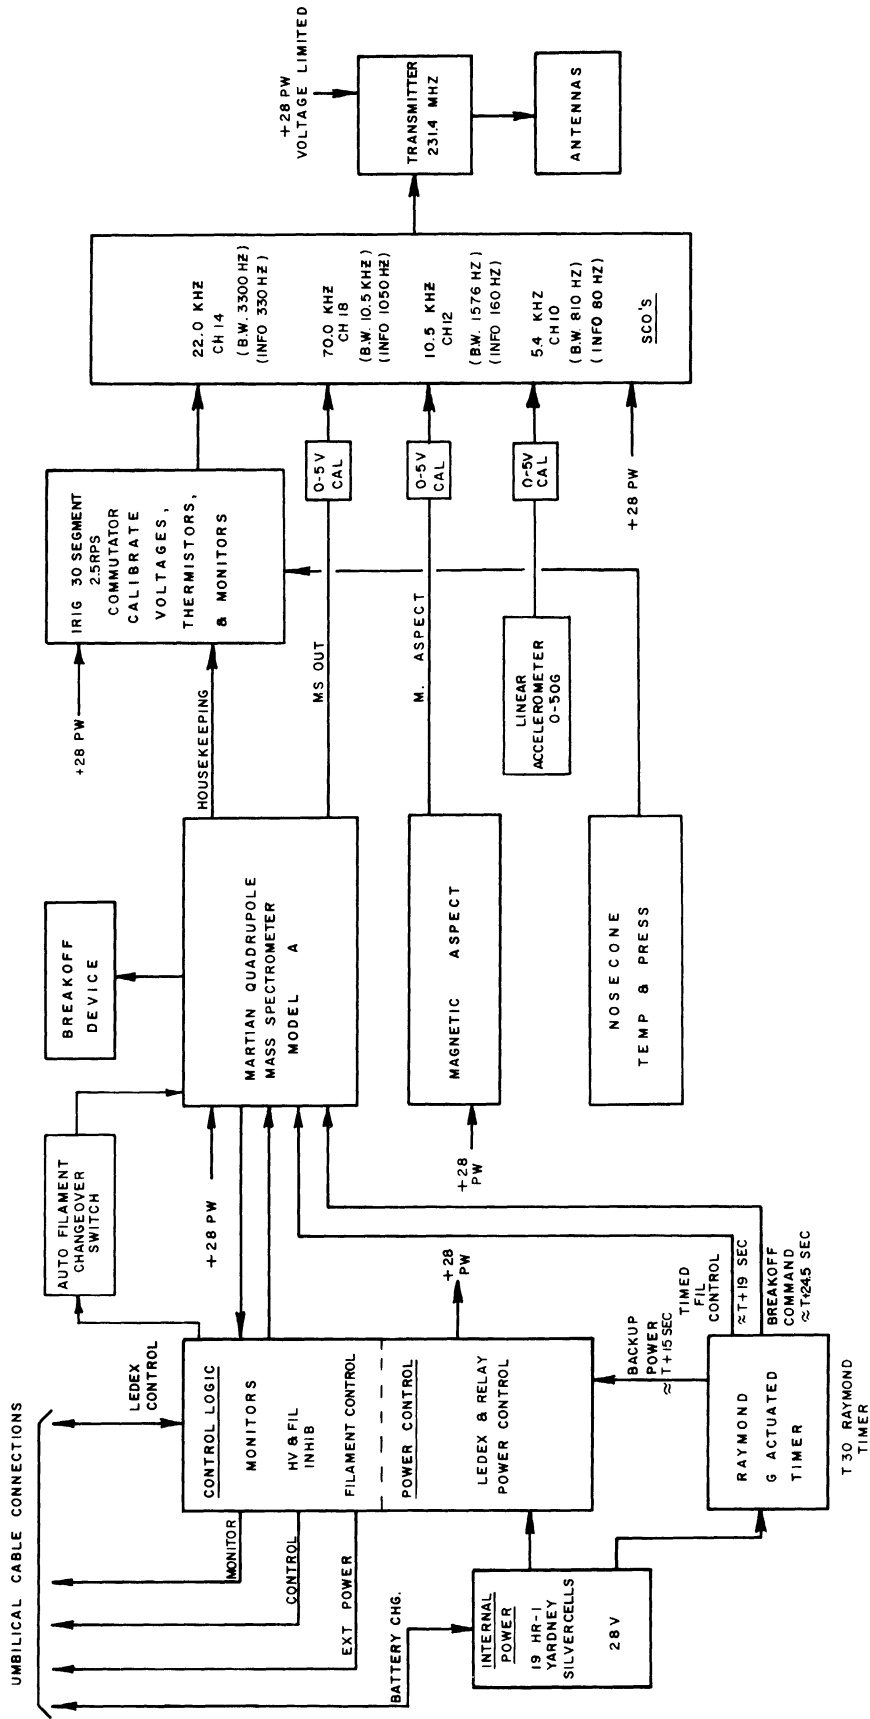 UMBILICAL CABLE CONNECTIONS
LEDEX
CONTROL
MONITOR
CONTROL
EXT POWER
BATTERY CHG.
AUTO FILAMENT
CHANGEOVER
SWITCH
CONTROL LOGIC
MONITORS
HV & FIL
INHIB
FILAMENT CONTROL
POWER CONTROL
LEDEX & RELAY
POWER CONTROL
INTERNAL
POWER
19 HR-1
YARDNEY
SILVERCELLS
28V
+28
PW
BACKUP
POWER
≈ T+15SEC
TIMED
FIL
CONTROL
≈T+19 SEC
BREAKOFF
COMMAND
≈T+24.5 SEC
RAYMOND
G ACTUATED
TIMER
T30 RAYMOND
TIMER
BREAKOFF
DEVICE
+28 PW
MARTIAN QUADRUPOLE
MASS SPECTROMETER
MODEL A
+28
PW
MAGNETIC ASPECT
NOSECONE
TEMP & PRESS
HOUSEKEEPING
MS OUT
M. ASPECT
LINEAR
ACCELEROMETER
0-50G
+28 PW
IRIG 30 SEGMENT
2.5RPS
COMMUTATOR
CALIBRATE
VOLTAGES,
THERMISTORS,
& MONITORS
0-5V
CAL
0-5V
CAL
0-5V
CAL
+28 PW
22.0 KHZ
CH 14
(B.W. 3300 HZ)
(INFO 330 HZ)
70.0 KHZ
CH 18
(B.W. 10.5 KHZ)
(INFO 1050 HZ)
10.5 KHZ
CH12
(B.W. 1576 HZ)
(INFO 160 HZ)
5.4 KHZ
CH10
(B.W. 810 HZ)
(INFO 80 HZ)
SCO'S
+28 PW
VOLTAGE LIMITED
TRANSMITTER
231.4 MHZ
ANTENNAS